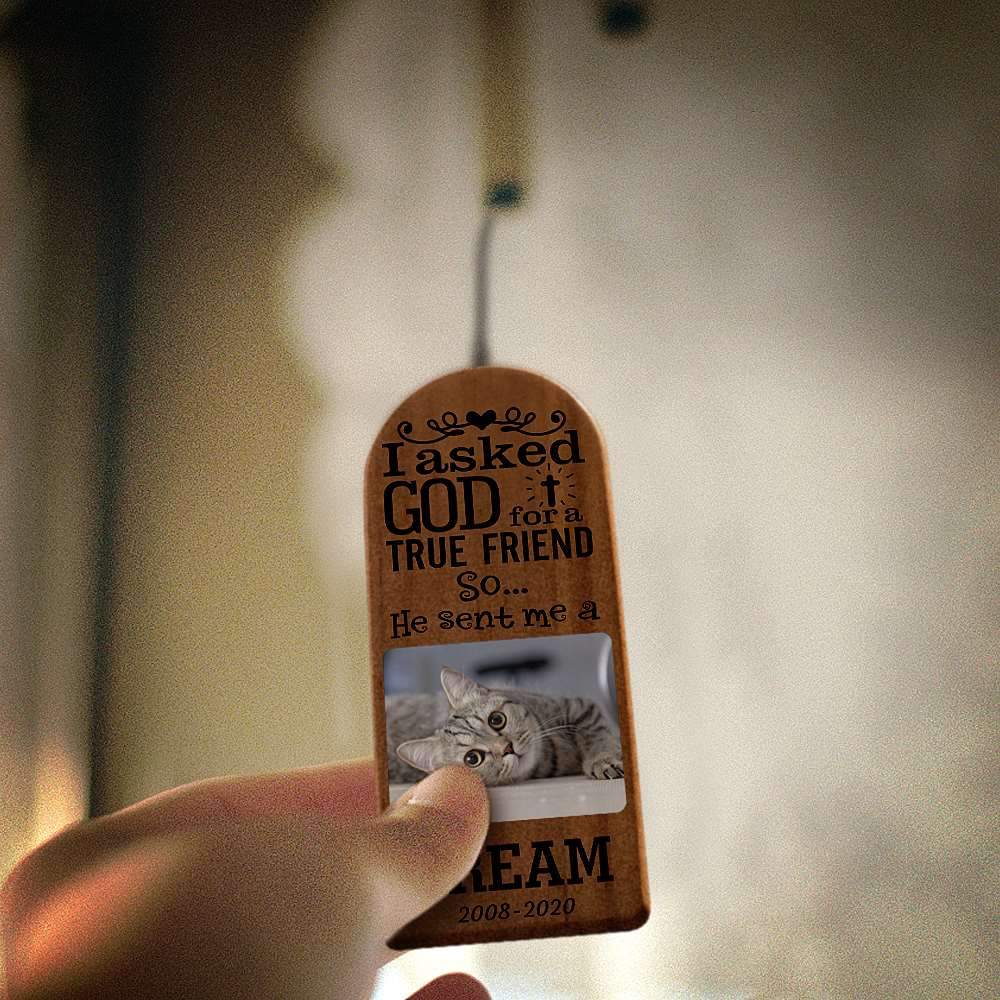 I asked
GOD for a
TRUE FRIEND
So...
He sent me a
2008-2020